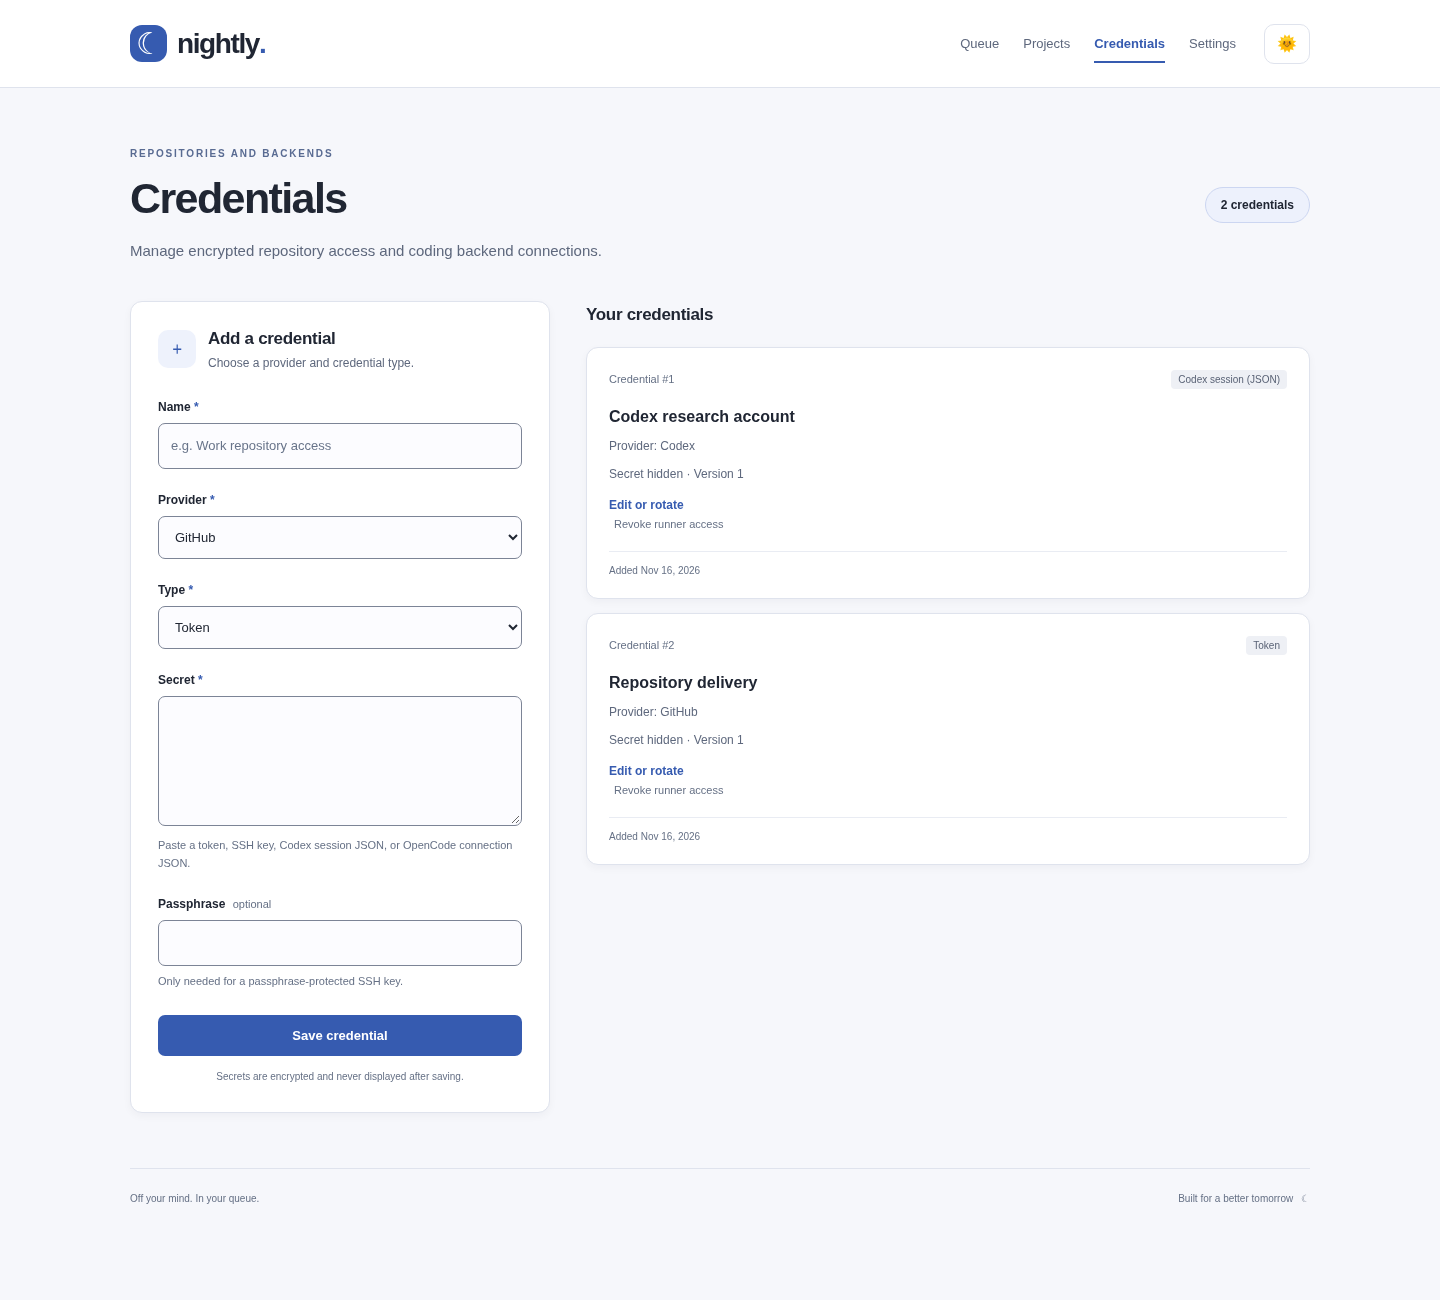 nightly.
Queue
Projects
Credentials
Settings
REPOSITORIES AND BACKENDS
Credentials
2 credentials
Manage encrypted repository access and coding backend connections.
+
Add a credential
Choose a provider and credential type.
Name *
e.g. Work repository access
Provider *
GitHub
Type *
Token
Secret *
Paste a token, SSH key, Codex session JSON, or OpenCode connection
JSON.
Passphrase optional
Only needed for a passphrase-protected SSH key.
Save credential
Secrets are encrypted and never displayed after saving.
Your credentials
Credential #1
Codex session (JSON)
Codex research account
Provider: Codex
Secret hidden · Version 1
Edit or rotate
Revoke runner access
Added Nov 16, 2026
Credential #2
Token
Repository delivery
Provider: GitHub
Secret hidden · Version 1
Edit or rotate
Revoke runner access
Added Nov 16, 2026
Off your mind. In your queue.
Built for a better tomorrow ☾